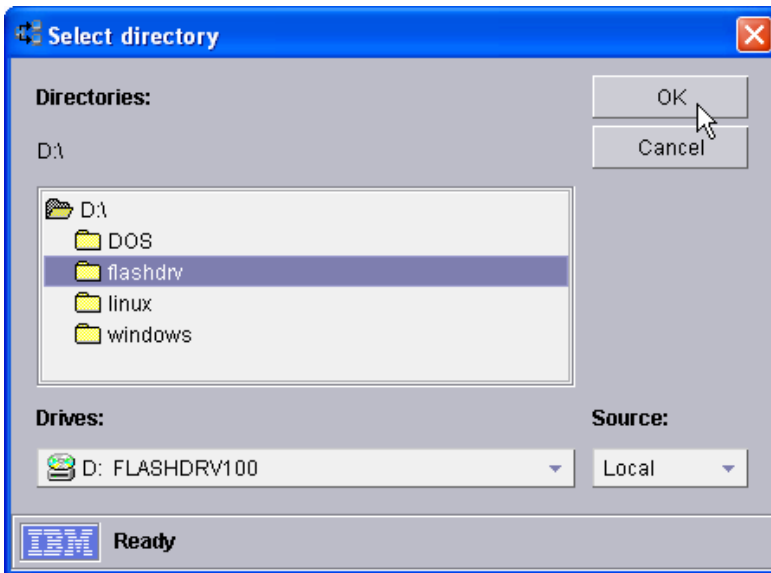 Select directory
Directories:
OK
D:\
Cancel
D:\
DOS
flashdrv
linux
windows
Drives:
Source:
D: FLASHDRV100
Local
IBM
Ready